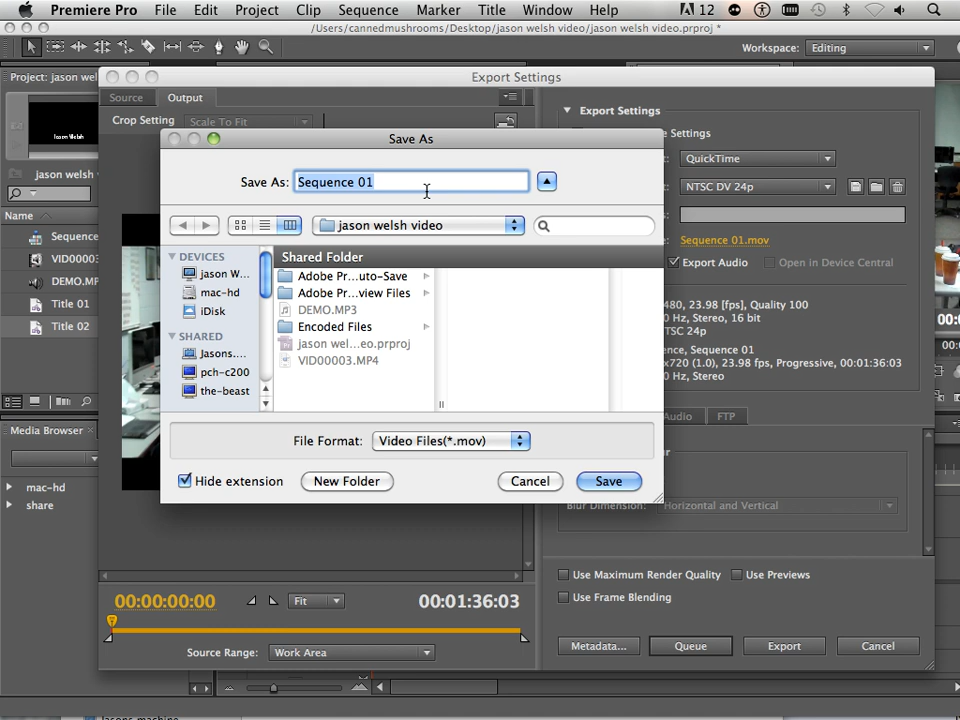 Premiere Pro File Edit Project Clip Sequence Marker Title Window Help 12
/Users/cannedmushrooms/Desktop/jason welsh video/jason welsh video.prproj *
Workspace: Editing
Project: jason wel
Export Settings
Source Output
Crop Setting Scale To Fit
Export Settings
Settings
QuickTime
NTSC DV 24p
Sequence 01.mov
Export Audio Open in Device Central
480, 23.98 [fps], Quality 100
00 Hz, Stereo, 16 bit
TSC DV 24p
Sequence 01
x720 (1.0), 23.98 fps, Progressive, 00:01:36:03
0 Hz, Stereo
Audio FTP
Blur Dimension: Horizontal and Vertical
Jason Welsh
jason welsh
Name
Sequence
VID00003
DEMO.M
Title 01
Title 02
Media Browser
mac-hd
share
Save As
Save As: Sequence 01
jason welsh video
DEVICES
jason W...
mac-hd
iDisk
SHARED
Jasons....
pch-c200
the-beast
Shared Folder
Adobe Pr...uto-Save
Adobe Pr...view Files
DEMO.MP3
Encoded Files
jason wel...eo.prproj
VID00003.MP4
File Format: Video Files(*.mov)
Hide extension New Folder Cancel Save
Use Maximum Render Quality Use Previews
Use Frame Blending
00:00:00:00 Fit 00:01:36:03
Source Range: Work Area
Metadata... Queue Export Cancel